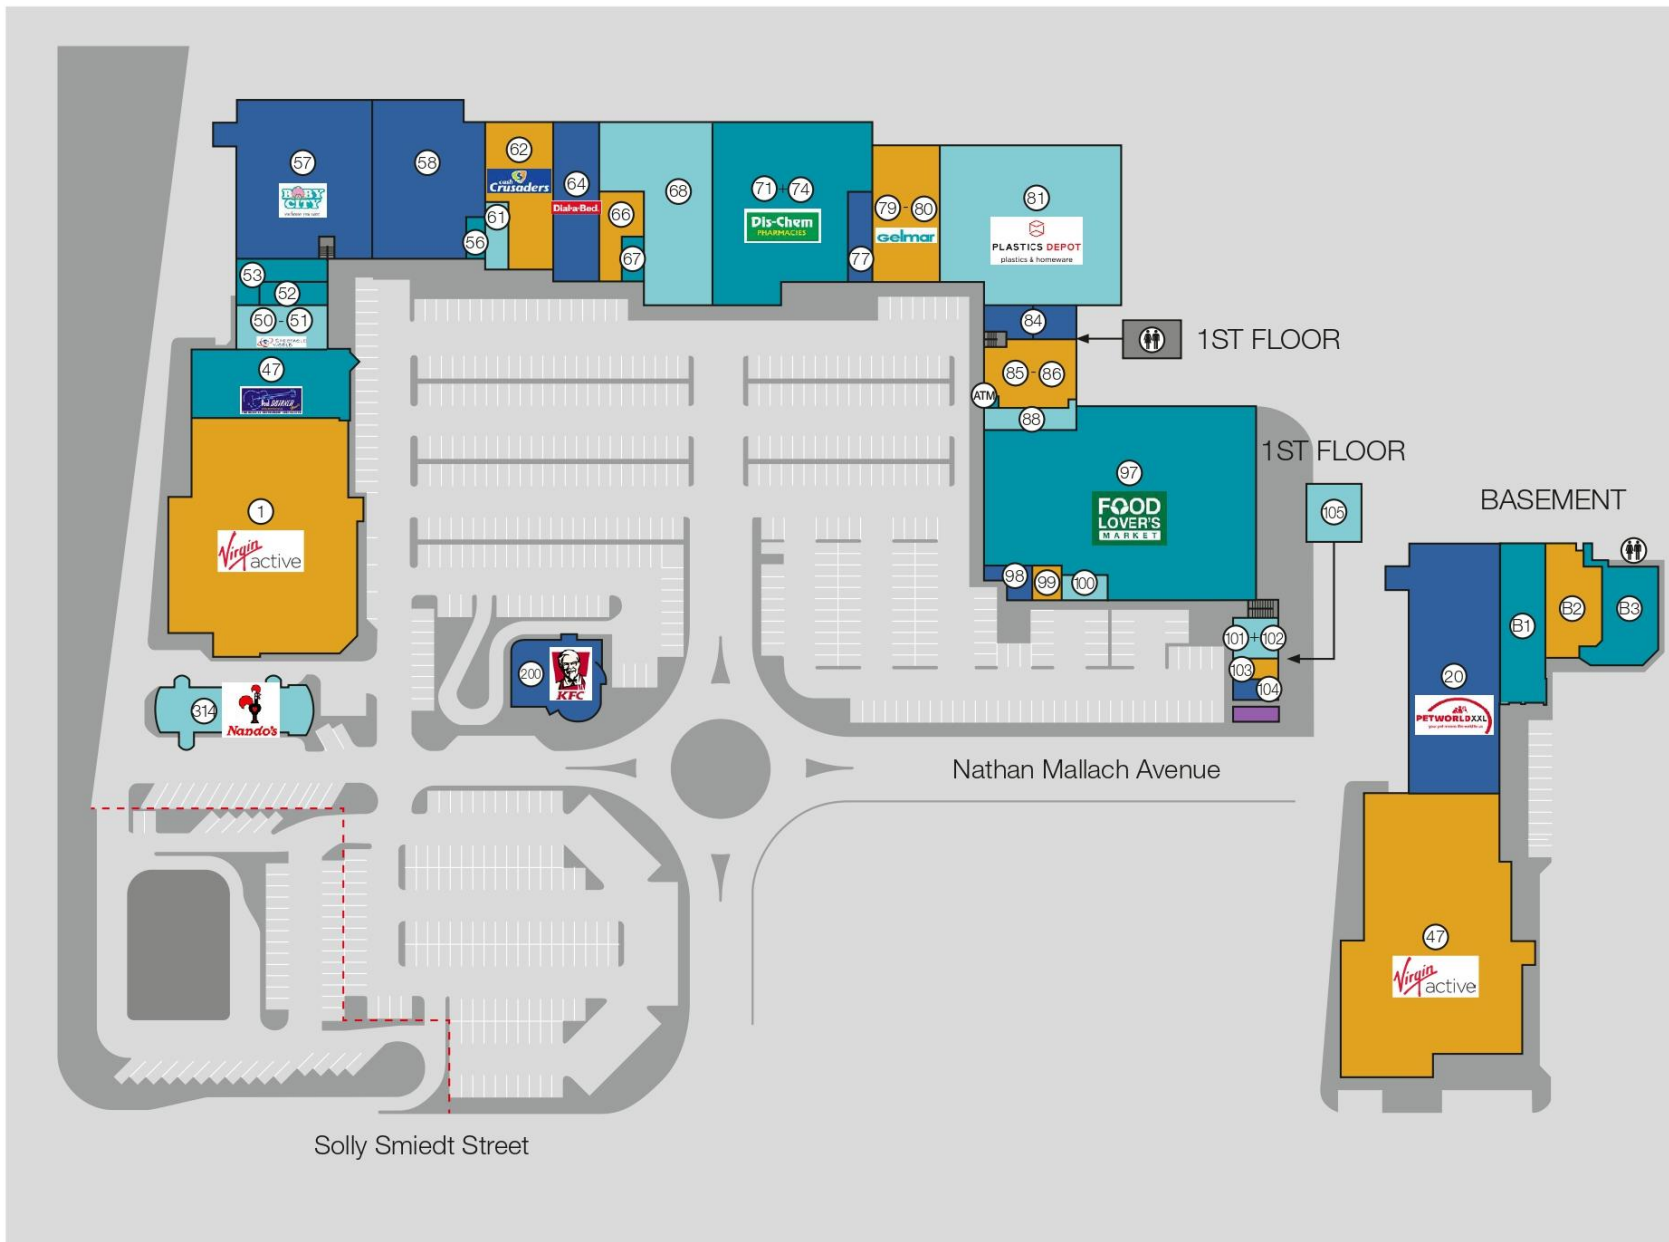 57
BABY CITY
58
62
Cash Crusaders
61
56
64
Dial-a-Bed
66
67
68
71 + 74
Dis-Chem
PHARMACIES
77
79 - 80
Gelmar
81
PLASTICS DEPOT
plastics & homeware
53
52
50 - 51
47
84
1ST FLOOR
85 - 86
ATM
88
97
FOOD
LOVER'S
MARKET
1ST FLOOR
105
98
99
100
101 + 102
103
104
1
Virgin
active
200
KFC
314
Nando's
Nathan Mallach Avenue
Solly Smiedt Street
BASEMENT
B1
B2
B3
20
PETWORLDXXL
47
Virgin
active